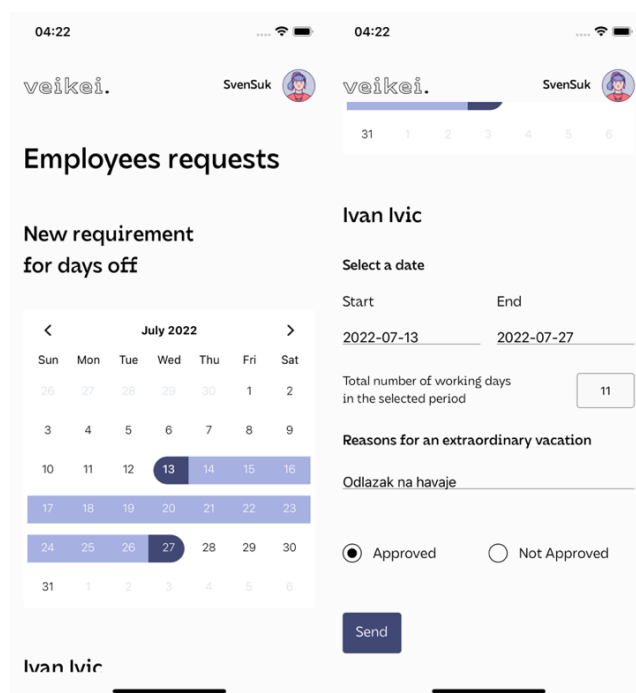 04:22
veikei.
SvenSuk
Employees requests
New requirement
for days off
July 2022
Sun Mon Tue Wed Thu Fri Sat
26 27 28 29 30 1 2
3 4 5 6 7 8 9
10 11 12 13 14 15 16
17 18 19 20 21 22 23
24 25 26 27 28 29 30
31 1 2 3 4 5 6
Ivan Ivic
04:22
veikei.
SvenSuk
31 1 2 3 4 5 6
Ivan Ivic
Select a date
Start End
2022-07-13 2022-07-27
Total number of working days
in the selected period
11
Reasons for an extraordinary vacation
Odlazak na havaje
Approved Not Approved
Send